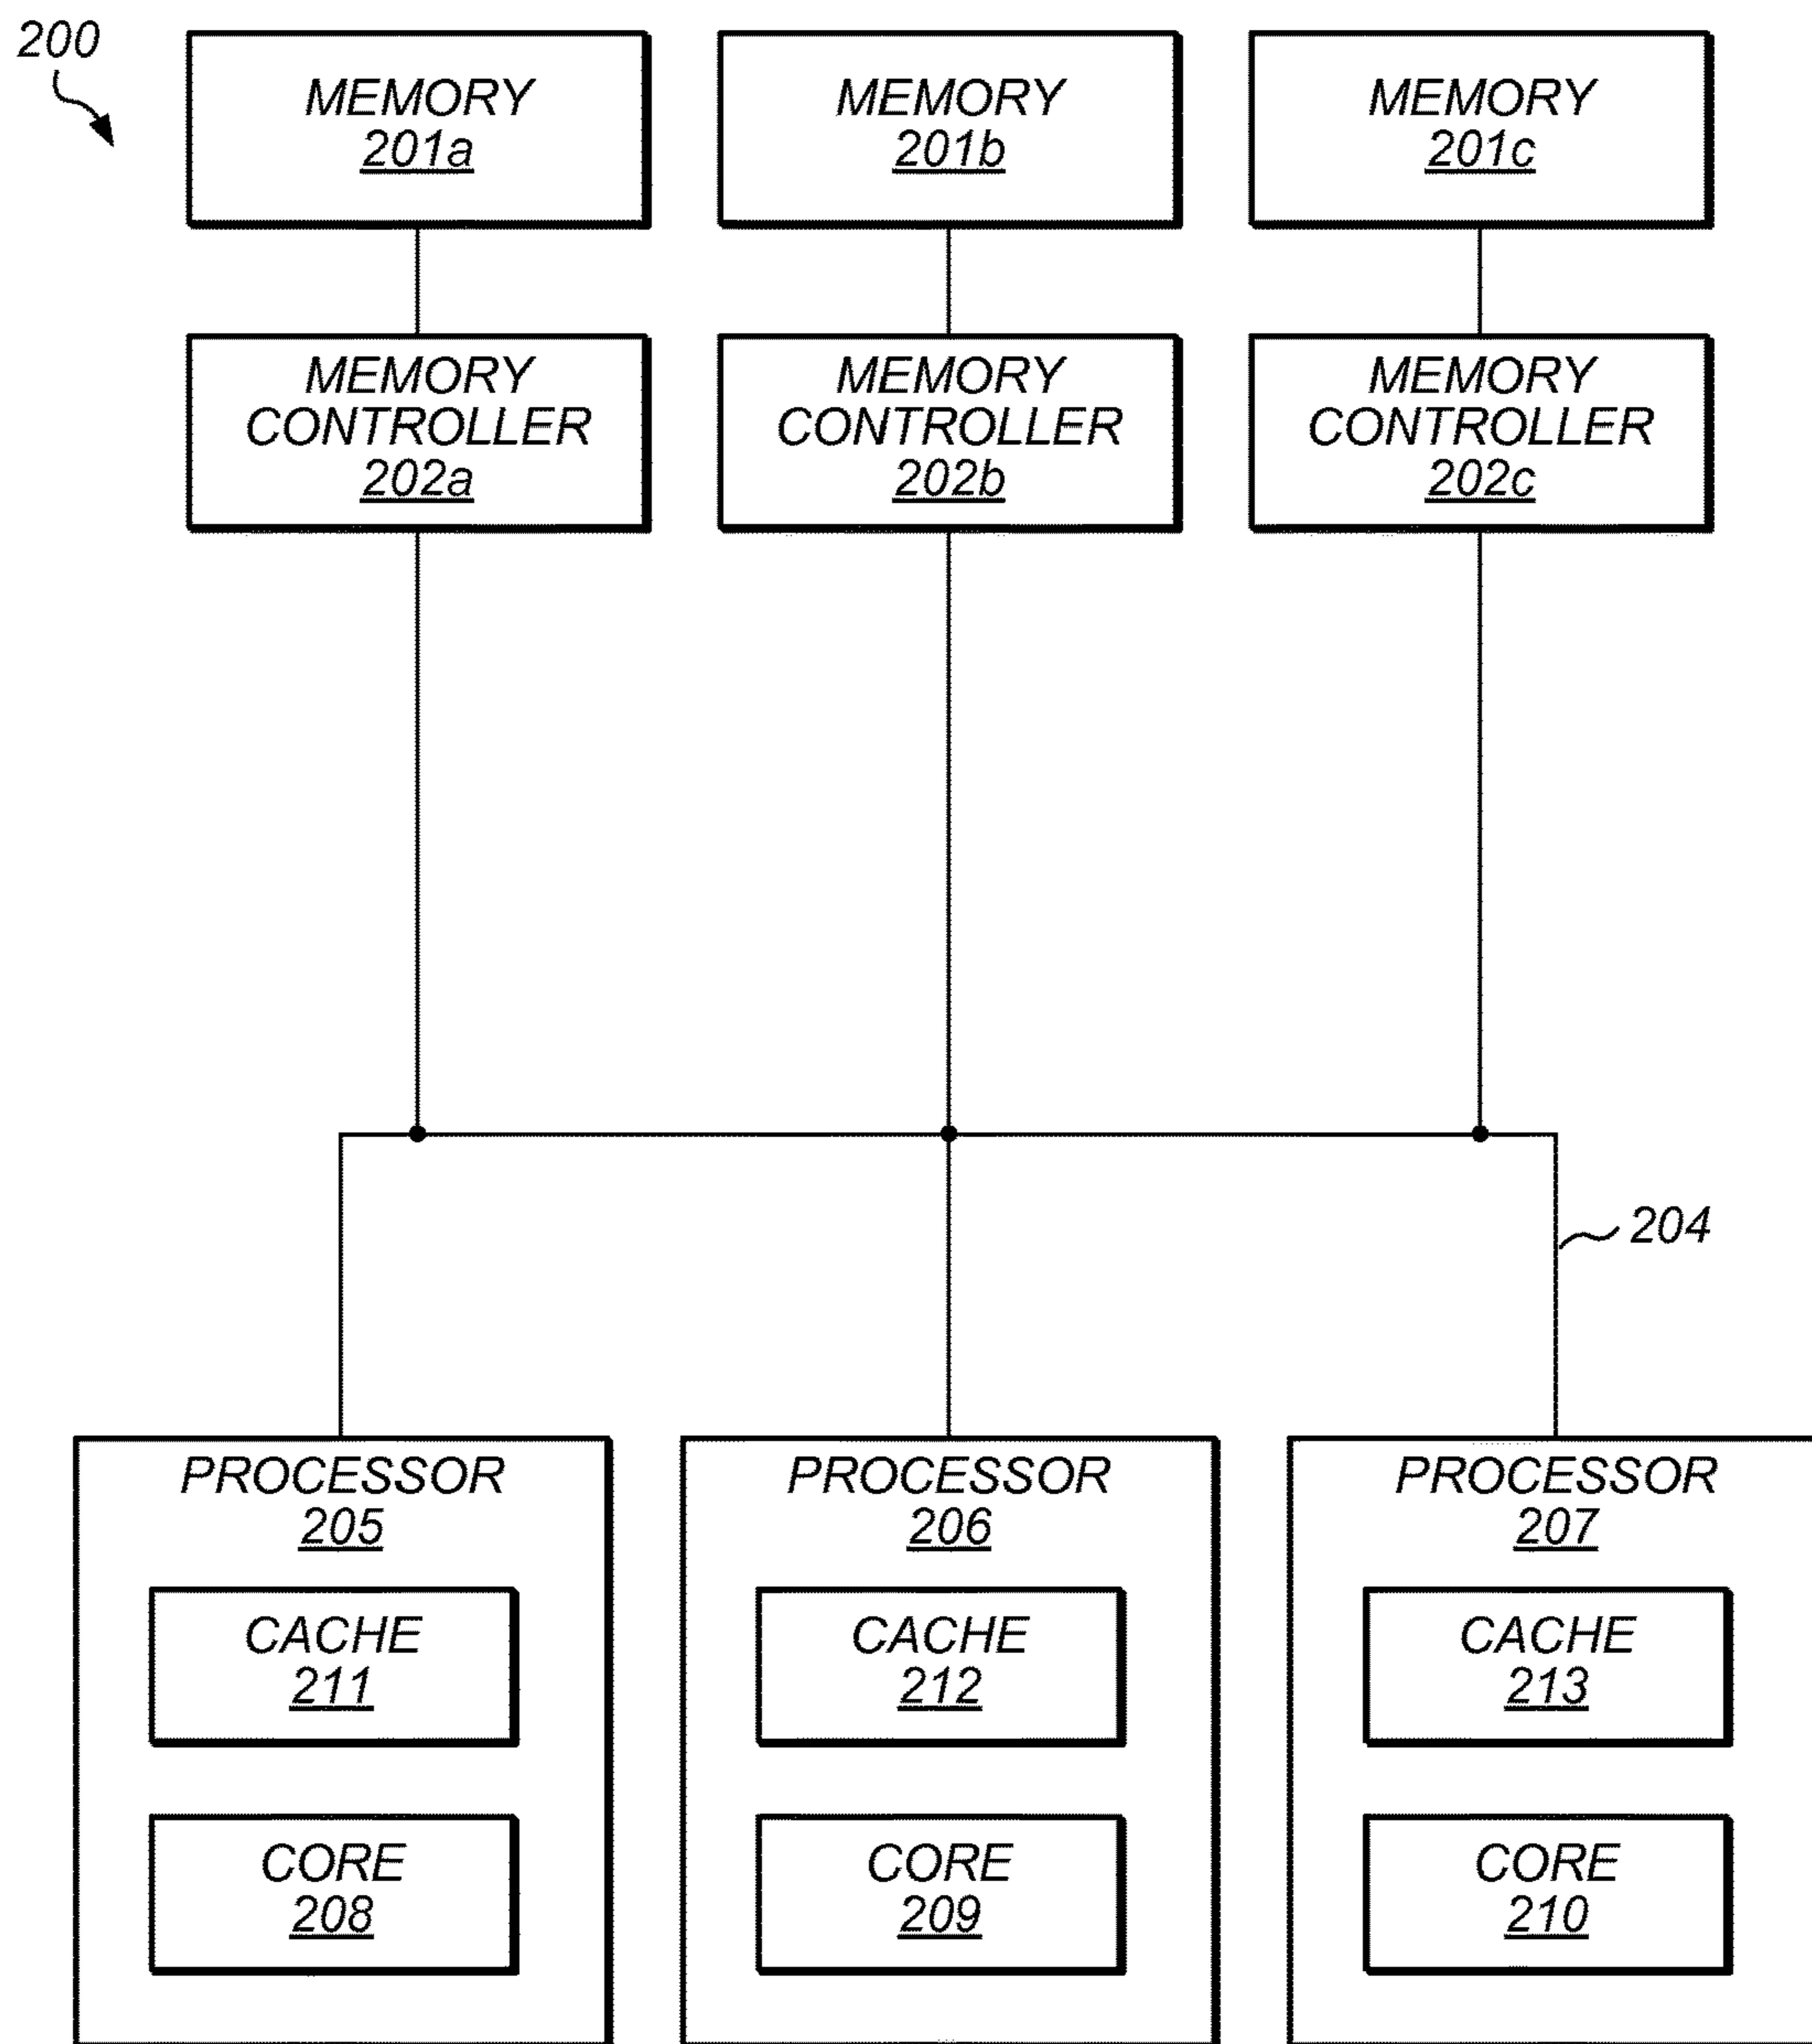 200
MEMORY
201a
MEMORY
201b
MEMORY
201c
MEMORY
CONTROLLER
202a
MEMORY
CONTROLLER
202b
MEMORY
CONTROLLER
202c
204
PROCESSOR
205
CACHE
211
CORE
208
PROCESSOR
206
CACHE
212
CORE
209
PROCESSOR
207
CACHE
213
CORE
210